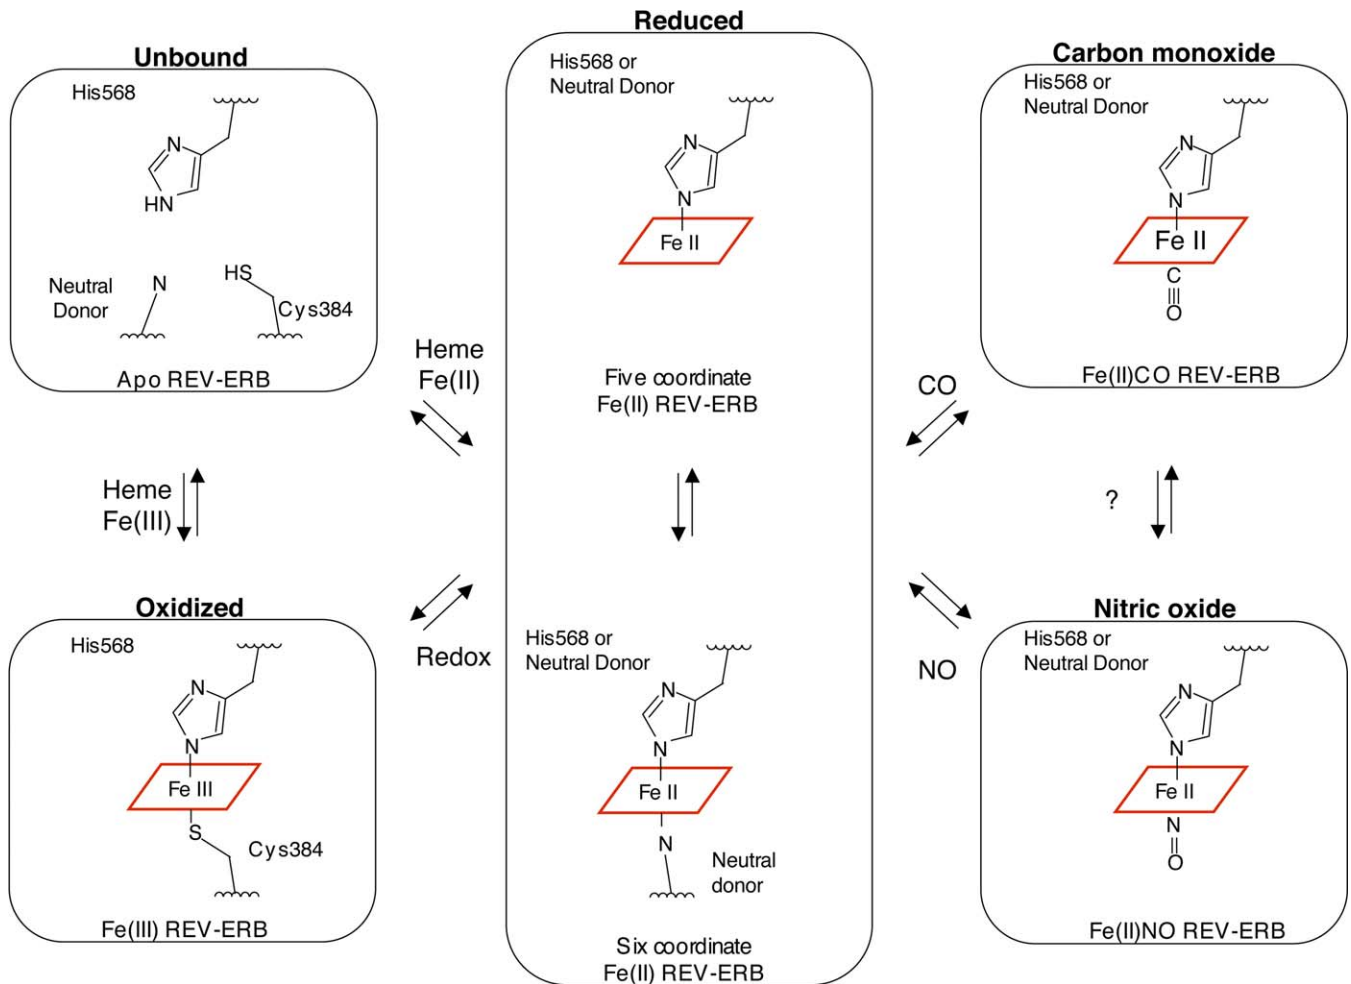 Unbound
His568
N
HN
Neutral
Donor
N
HS
Cys384
Apo REV-ERB
Heme
Fe(III)
Oxidized
His568
N
N
Fe III
S
Cys384
Fe(III) REV-ERB
Heme
Fe(II)
Redox
Reduced
His568 or
Neutral Donor
N
N
Fe II
Five coordinate
Fe(II) REV-ERB
His568 or
Neutral Donor
N
N
Fe II
N
Neutral
donor
Six coordinate
Fe(II) REV-ERB
CO
NO
Carbon monoxide
His568 or
Neutral Donor
N
N
Fe II
C
O
Fe(II)CO REV-ERB
?
Nitric oxide
His568 or
Neutral Donor
N
N
Fe II
N
O
Fe(II)NO REV-ERB